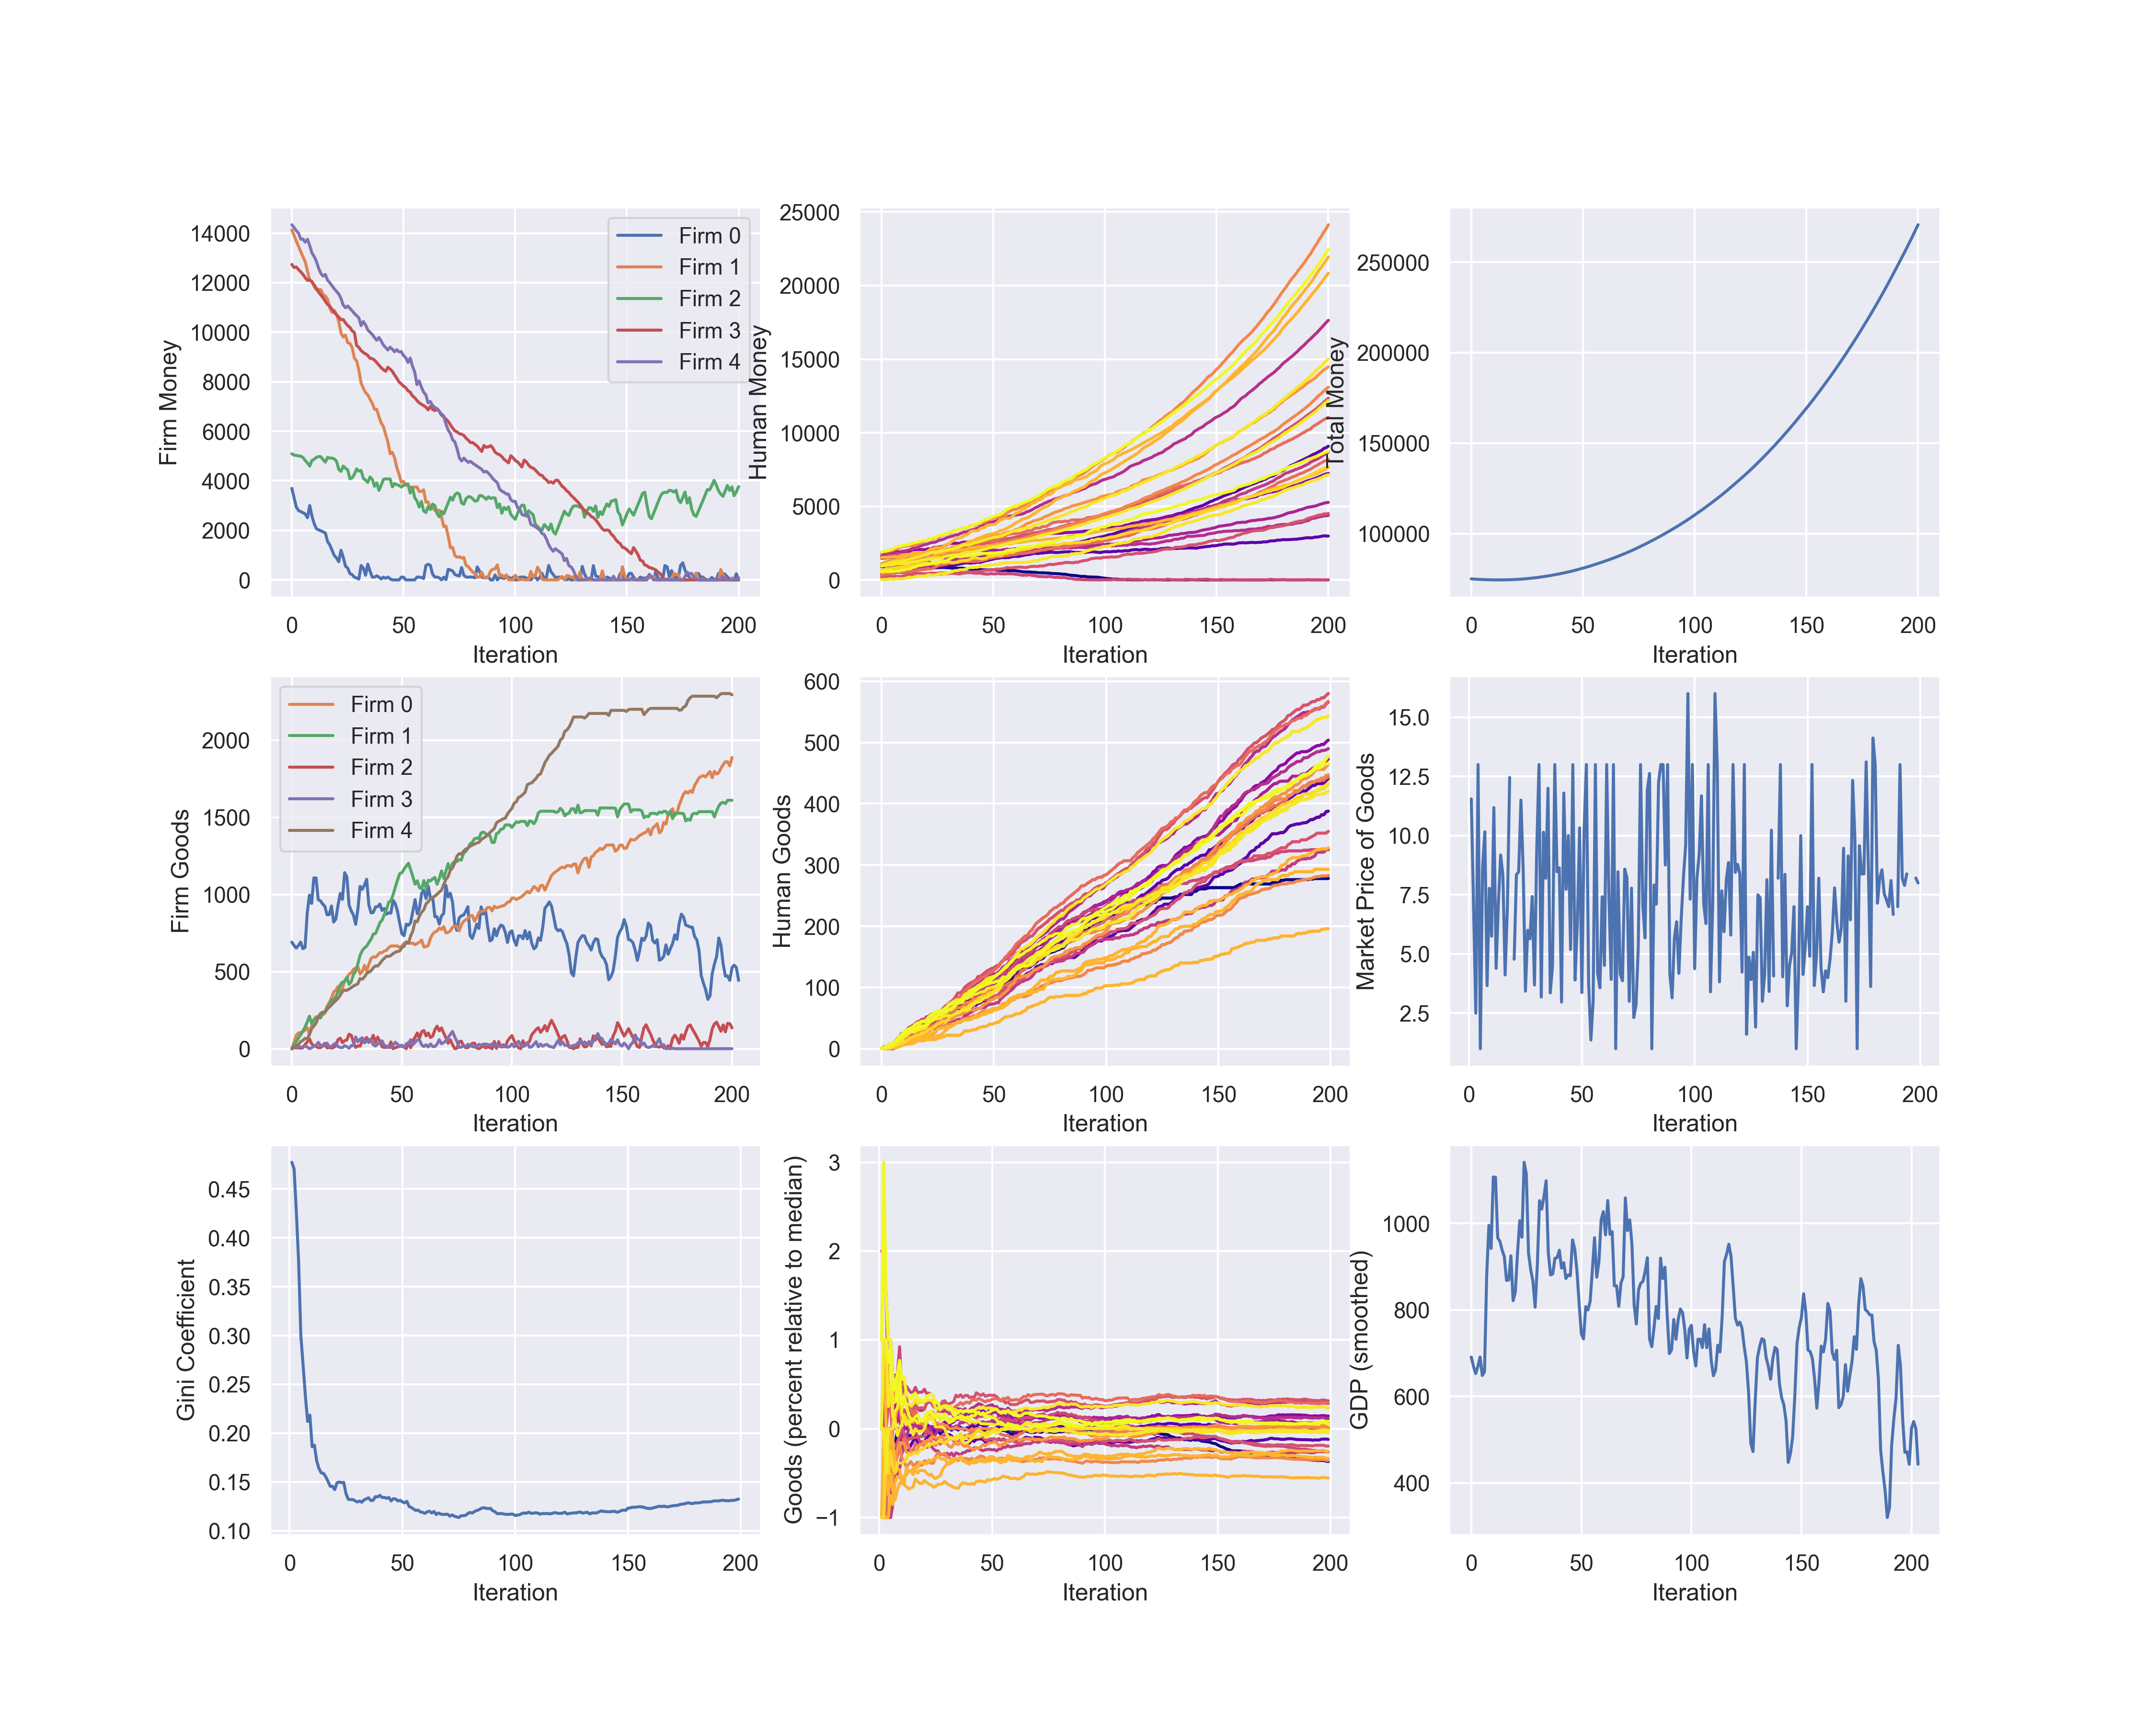 14000
12000
10000
8000
6000
4000
2000
0
Firm Money
Firm 0
Firm 1
Firm 2
Firm 3
Firm 4
0 50 100 150 200
Iteration
25000
20000
15000
10000
5000
0
Human Money
0 50 100 150 200
Iteration
250000
200000
150000
100000
Total Money
0 50 100 150 200
Iteration
2000
1500
1000
500
0
Firm Goods
Firm 0
Firm 1
Firm 2
Firm 3
Firm 4
0 50 100 150 200
Iteration
600
500
400
300
200
100
0
Human Goods
0 50 100 150 200
Iteration
15.0
12.5
10.0
7.5
5.0
2.5
Market Price of Goods
0 50 100 150 200
Iteration
0.45
0.40
0.35
0.30
0.25
0.20
0.15
0.10
Gini Coefficient
0 50 100 150 200
Iteration
3
2
1
0
−1
Goods (percent relative to median)
0 50 100 150 200
Iteration
1000
800
600
400
GDP (smoothed)
0 50 100 150 200
Iteration